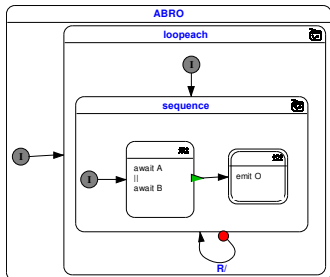 ABRO
loopeach
I
sequence
I
I
await A
||
await B
emit O
R/